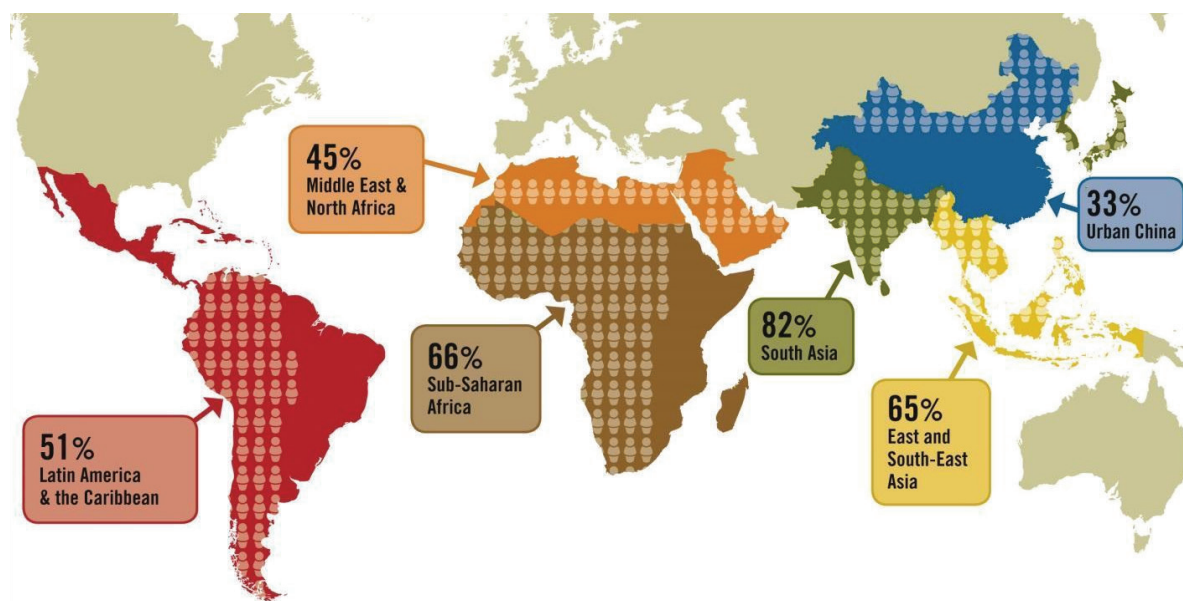 45%
Middle East &
North Africa
33%
Urban China
82%
South Asia
66%
Sub-Saharan
Africa
65%
East and
South-East
Asia
51%
Latin America
& the Caribbean